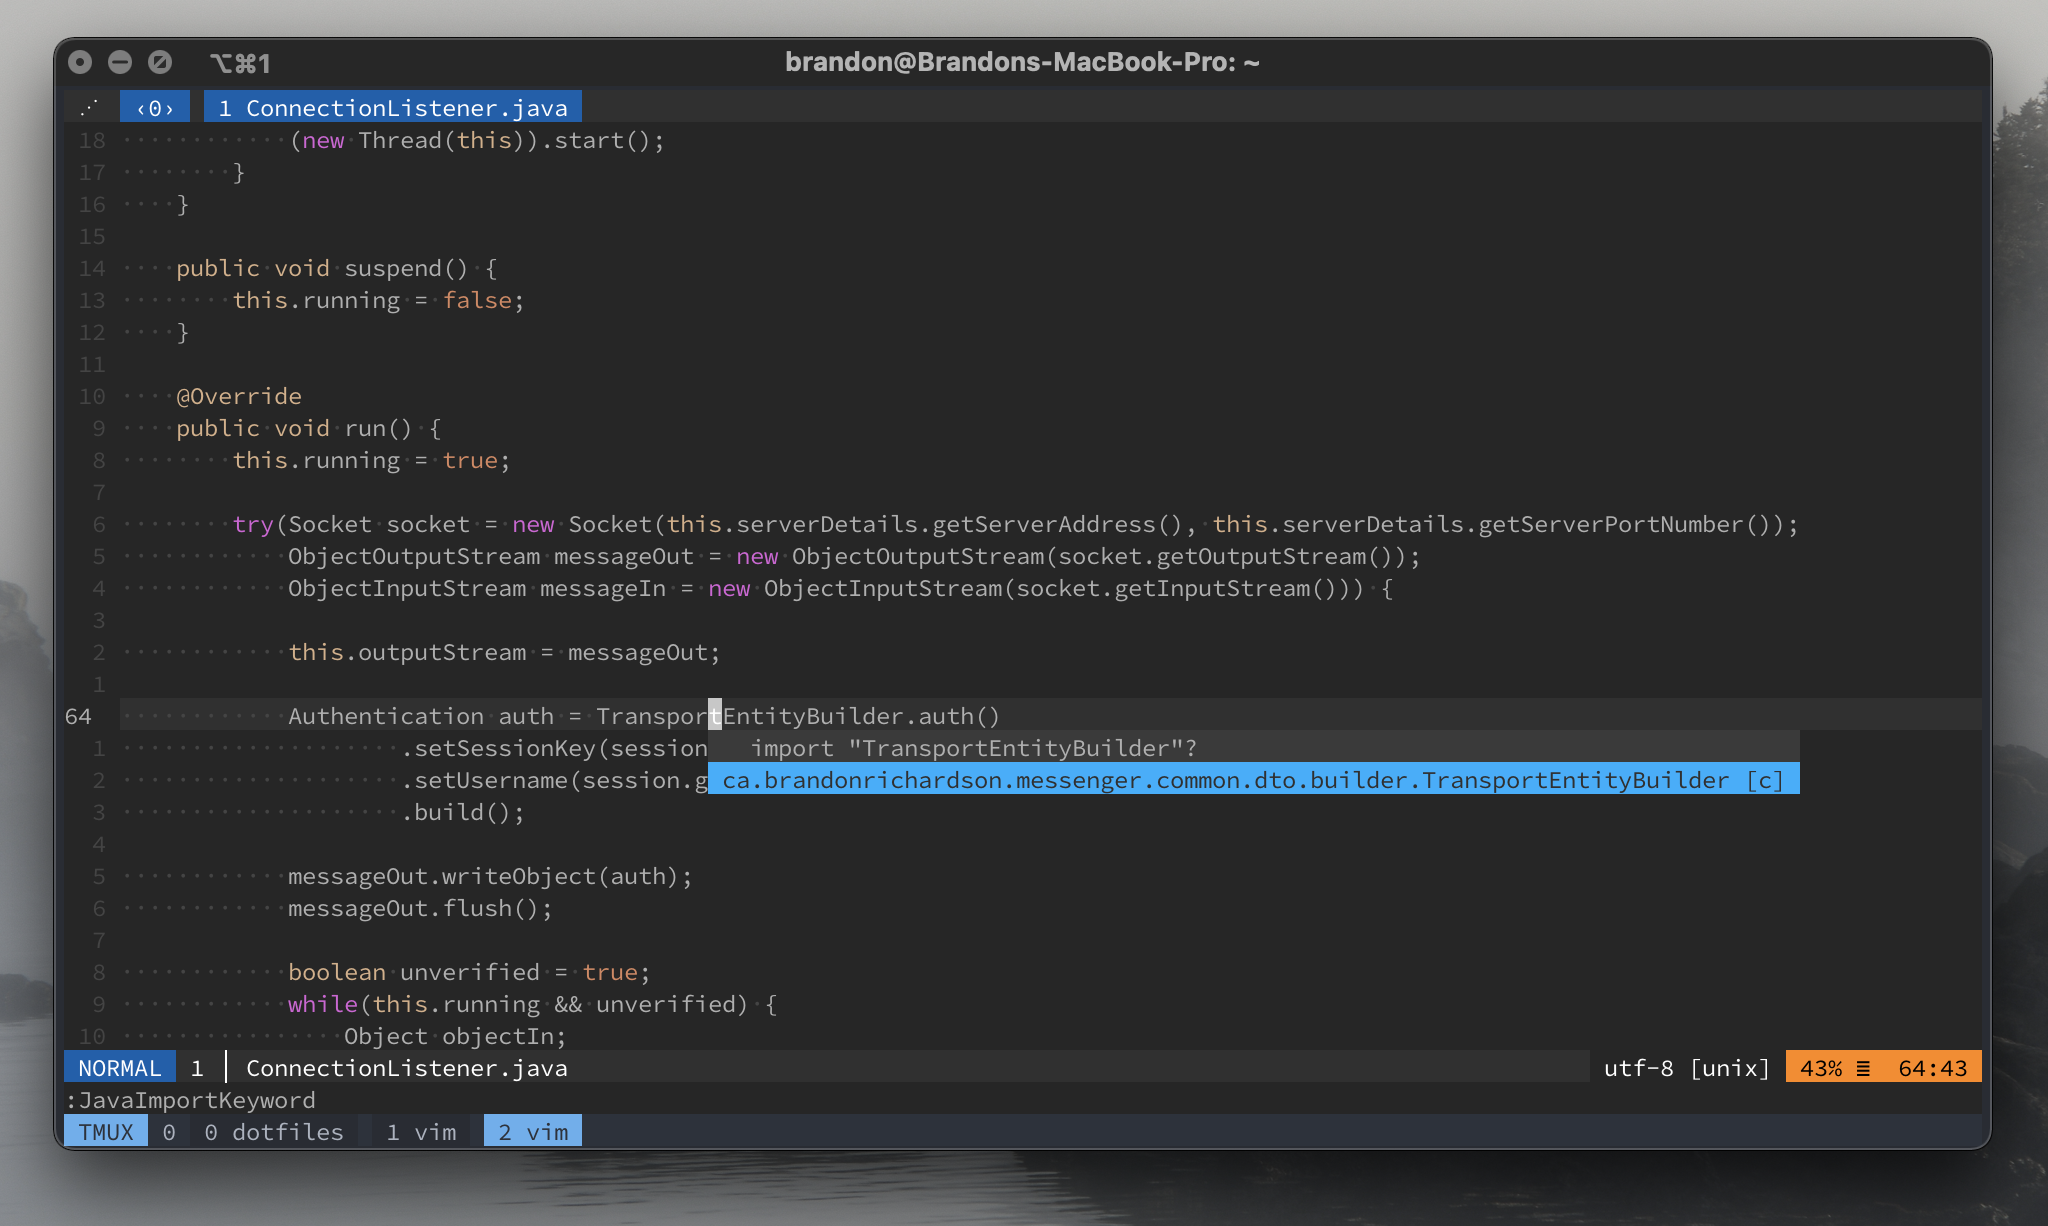 ⌥⌘1 brandon@Brandons-MacBook-Pro: ~
‹0› 1 ConnectionListener.java
18 (new Thread(this)).start();
17 }
16 }
15
14 public void suspend() {
13 this.running = false;
12 }
11
10 @Override
9 public void run() {
8 this.running = true;
7
6 try(Socket socket = new Socket(this.serverDetails.getServerAddress(), this.serverDetails.getServerPortNumber());
5 ObjectOutputStream messageOut = new ObjectOutputStream(socket.getOutputStream());
4 ObjectInputStream messageIn = new ObjectInputStream(socket.getInputStream())) {
3
2 this.outputStream = messageOut;
1
64 Authentication auth = TransportEntityBuilder.auth()
1 .setSessionKey(session import "TransportEntityBuilder"?
2 .setUsername(session.g ca.brandonrichardson.messenger.common.dto.builder.TransportEntityBuilder [c]
3 .build();
4
5 messageOut.writeObject(auth);
6 messageOut.flush();
7
8 boolean unverified = true;
9 while(this.running && unverified) {
10 Object objectIn;
NORMAL 1 ConnectionListener.java utf-8 [unix] 43% ≣ 64:43
:JavaImportKeyword
TMUX 0 0 dotfiles 1 vim 2 vim